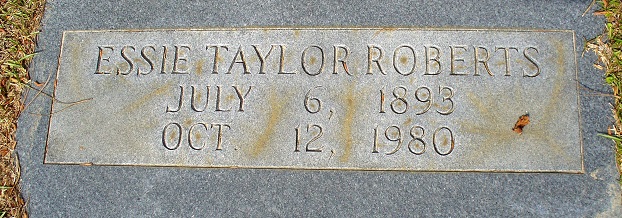 ESSIE TAYLOR ROBERTS
JULY 6, 1893
OCT. 12, 1980